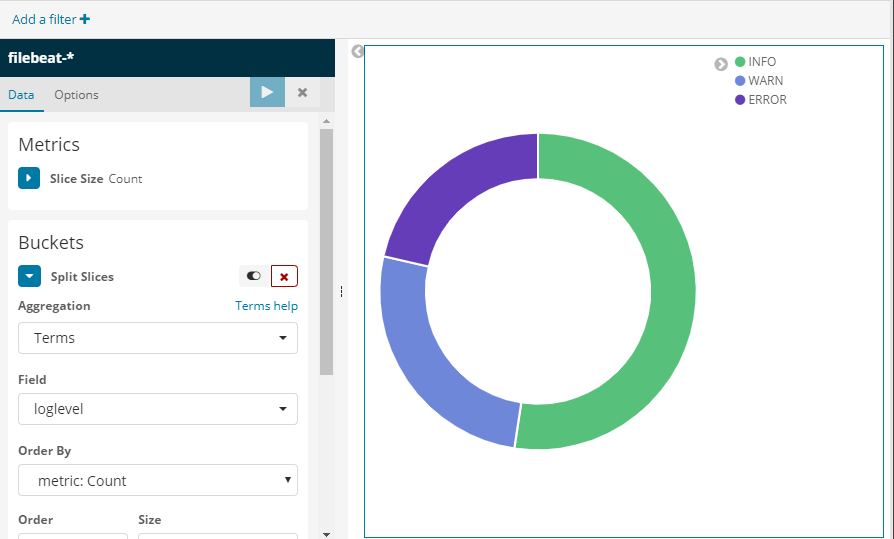 Add a filter +
filebeat-*
Data Options
Metrics
Slice Size Count
Buckets
Split Slices
Aggregation Terms help
Terms
Field
loglevel
Order By
metric: Count
Order Size
INFO
WARN
ERROR